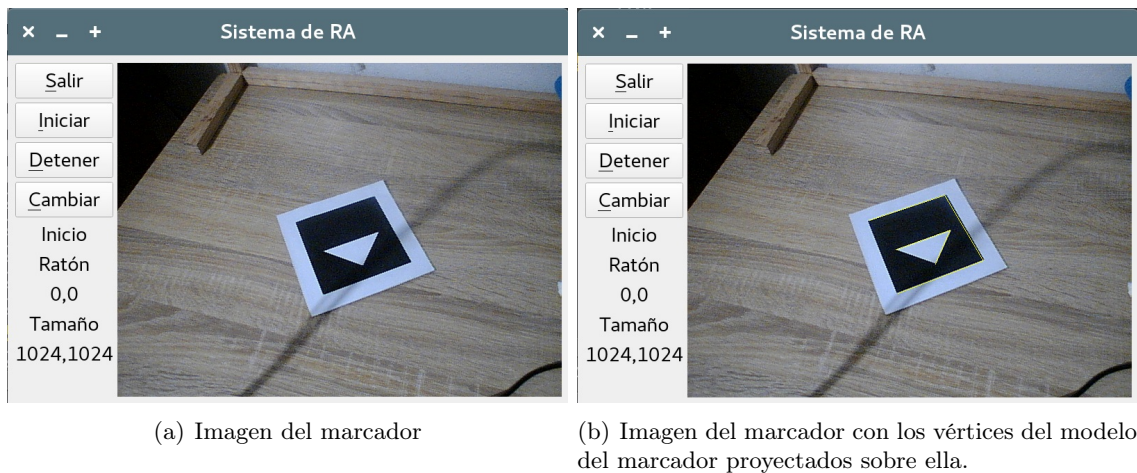 Sistema de RA
Salir
Iniciar
Detener
Cambiar
Inicio
Ratón
0,0
Tamaño
1024,1024
(a) Imagen del marcador
Sistema de RA
Salir
Iniciar
Detener
Cambiar
Inicio
Ratón
0,0
Tamaño
1024,1024
(b) Imagen del marcador con los vértices del modelo
del marcador proyectados sobre ella.